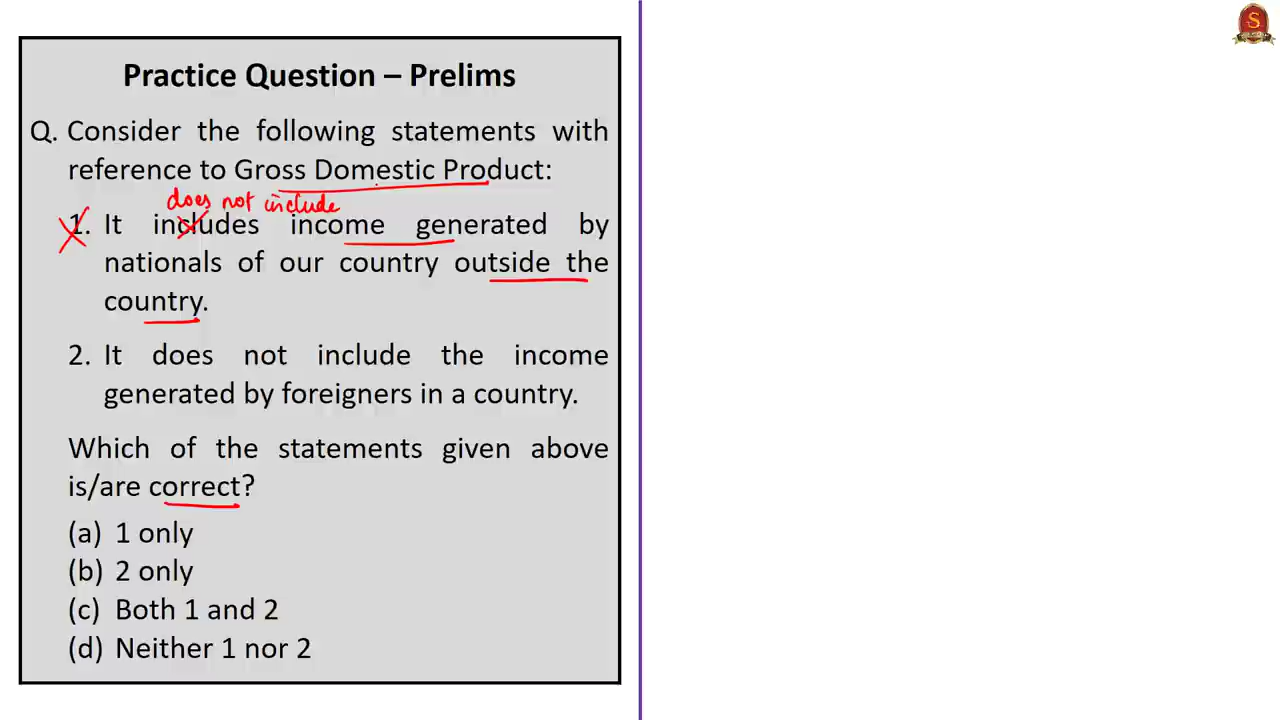 Practice Question – Prelims
Q. Consider the following statements with
reference to Gross Domestic Product:
does not include
1. It includes income generated by
nationals of our country outside the
country.
2. It does not include the income
generated by foreigners in a country.
Which of the statements given above
is/are correct?
(a) 1 only
(b) 2 only
(c) Both 1 and 2
(d) Neither 1 nor 2
S